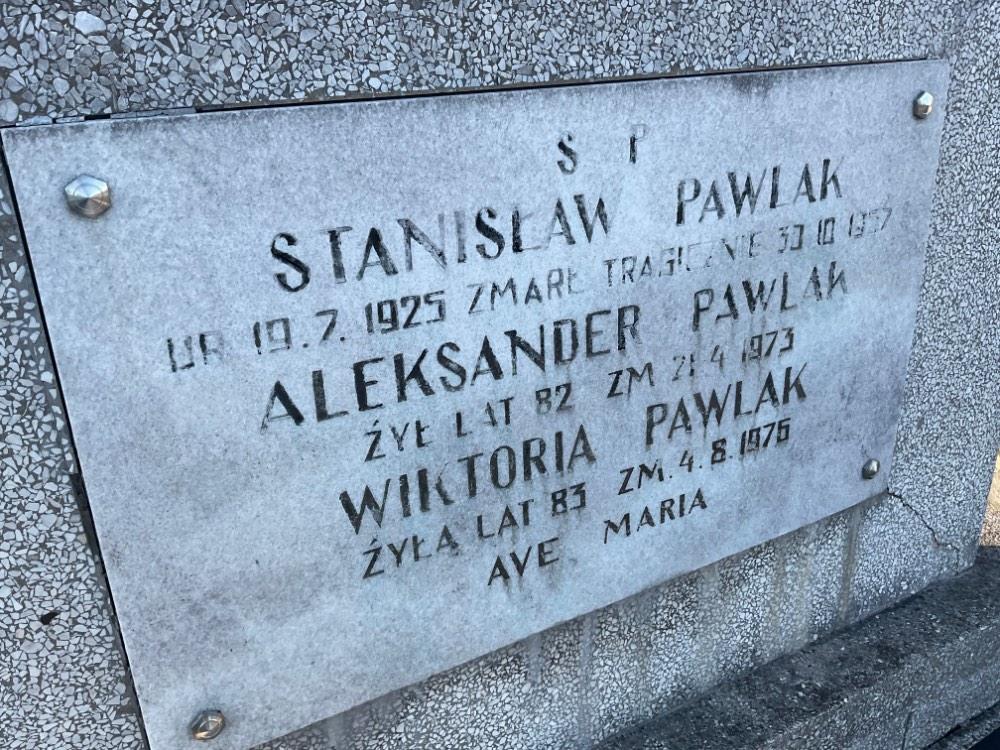 S P
STANISŁAW PAWLAK
UR 19.7.1925 ZMARŁ TRAGICZNIE 30 10 1957
ALEKSANDER PAWLAK
ŻYŁ LAT 82 ZM 21 4 1973
WIKTORIA PAWLAK
ŻYŁA LAT 83 ZM. 4.8.1976
AVE MARIA